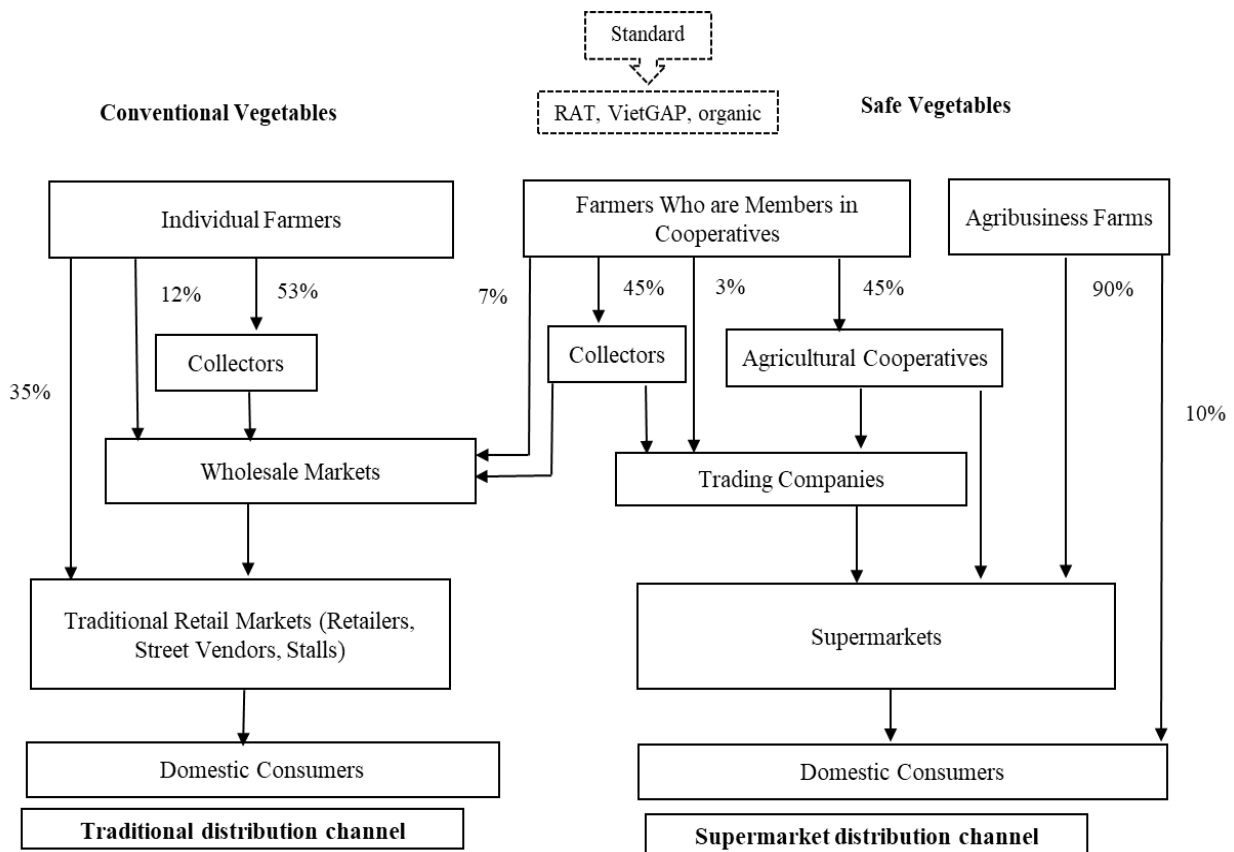 Standard
Conventional Vegetables
RAT, VietGAP, organic
Safe Vegetables
Individual Farmers
Farmers Who are Members in
Cooperatives
Agribusiness Farms
12%
53%
7%
45%
3%
45%
90%
Collectors
Collectors
Agricultural Cooperatives
35%
10%
Wholesale Markets
Trading Companies
Traditional Retail Markets (Retailers,
Street Vendors, Stalls)
Supermarkets
Domestic Consumers
Domestic Consumers
Traditional distribution channel
Supermarket distribution channel